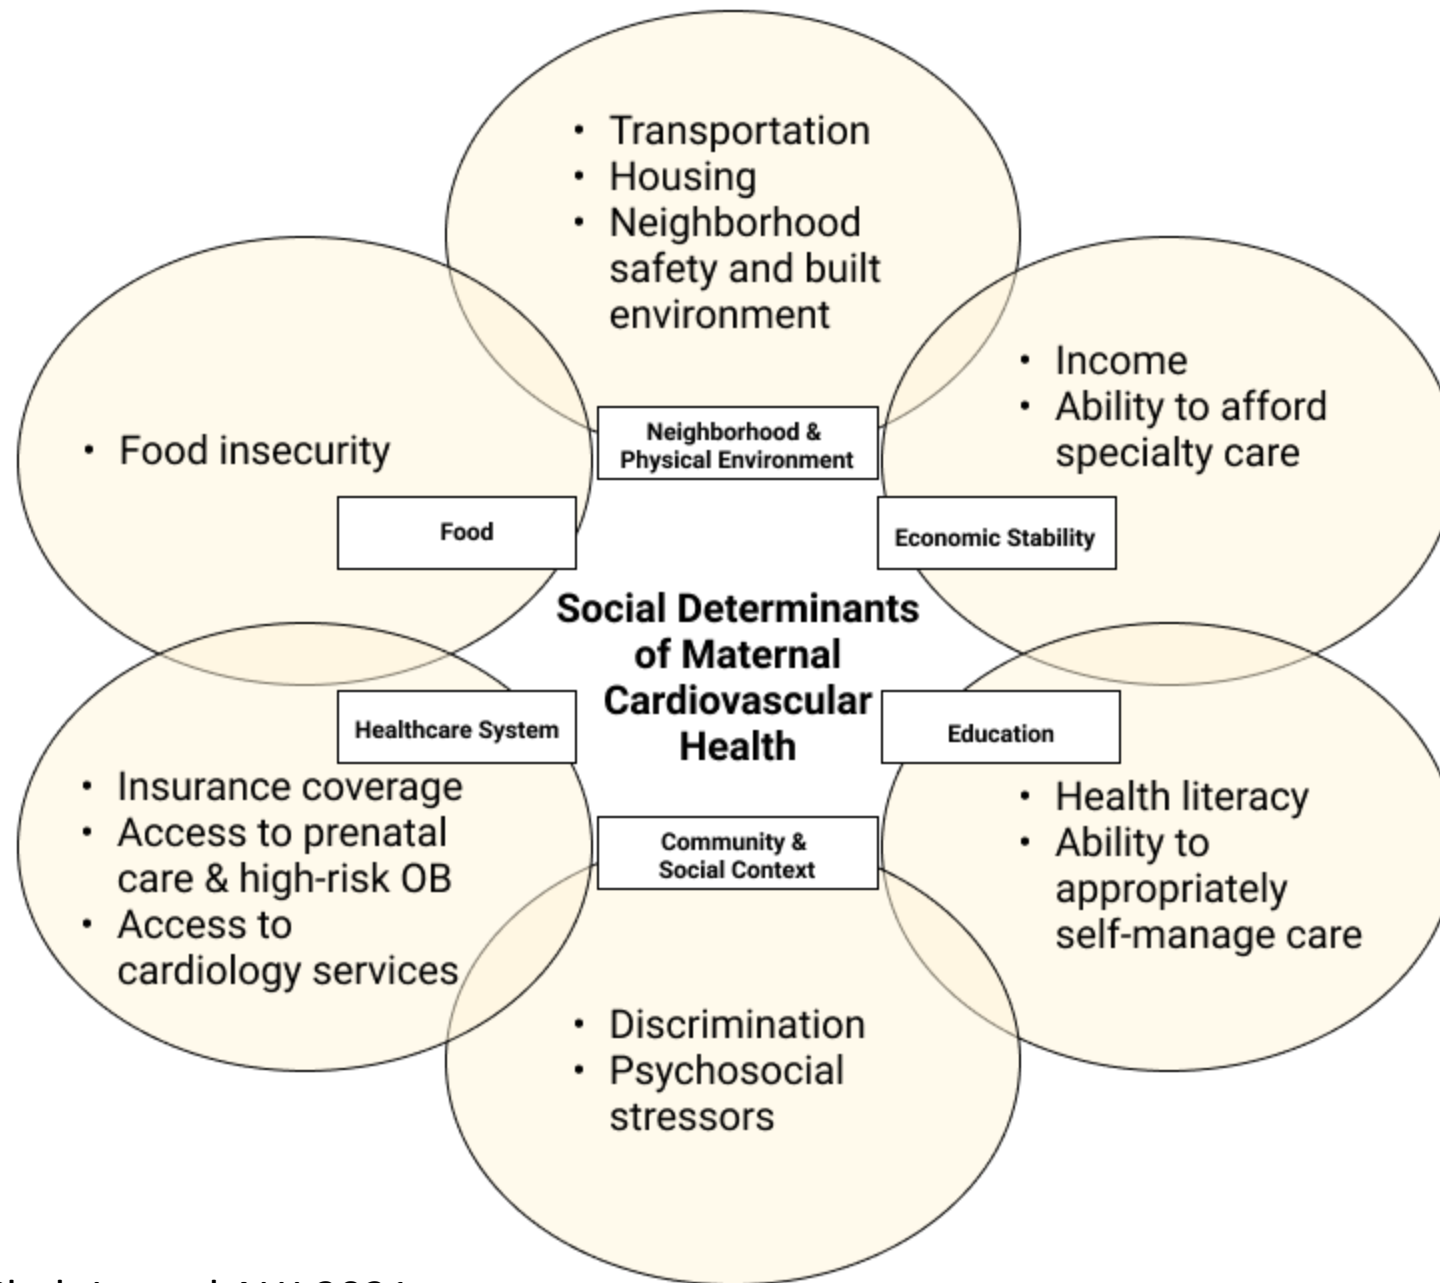 • Transportation
• Housing
• Neighborhood
safety and built
environment
Neighborhood &
Physical Environment
• Income
• Ability to afford
specialty care
Economic Stability
• Food insecurity
Food
Social Determinants
of Maternal
Cardiovascular
Health
Healthcare System
• Insurance coverage
• Access to prenatal
care & high-risk OB
• Access to
cardiology services
Education
• Health literacy
• Ability to
appropriately
self-manage care
Community &
Social Context
• Discrimination
• Psychosocial
stressors